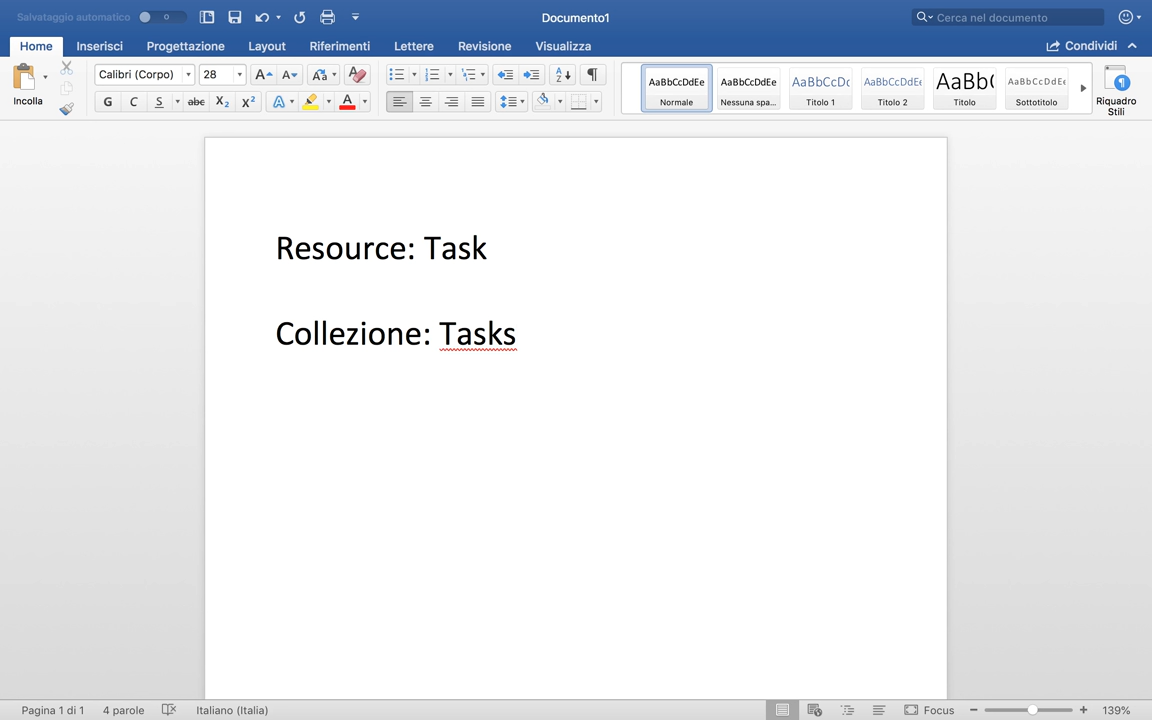 Salvataggio automatico
Documento1
Cerca nel documento
Home Inserisci Progettazione Layout Riferimenti Lettere Revisione Visualizza
Condividi
Calibri (Corpo) 28
Incolla
G C S abc X₂ X² A A
AaBbCcDdEe AaBbCcDdEe AaBbCcDc AaBbCcDdEe AaBb( AaBbCcDdEe
Normale Nessuna spa... Titolo 1 Titolo 2 Titolo Sottotitolo
Riquadro
Stili
Resource: Task
Collezione: Tasks
Pagina 1 di 1 4 parole Italiano (Italia) Focus 139%